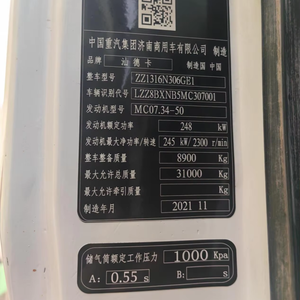 中国重汽集团济南商用车有限公司 制造
品牌 汕德卡 制造国 中国
整车型号 ZZ1316N306GE1
车辆识别代号 LZZ8BXNB5MC307001
发动机型号 MC07.34-50
发动机额定功率 248 kW
发动机最大净功率/转速 245 kW/ 2300 r/min
整车整备质量 8900 Kg
最大允许总质量 31000 Kg
最大允许牵引质量 Kg
制造年月 2021 11
储气筒额定工作压力 1000 Kpa
A: 0.55 s B: s